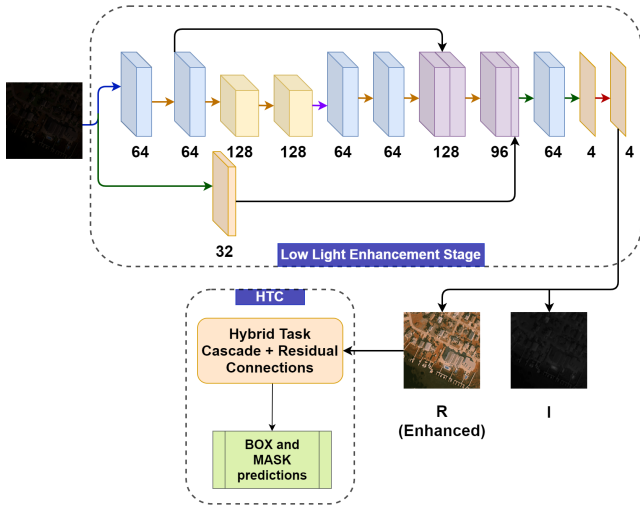 64
64
128
128
64
64
128
96
64
4
4
32
Low Light Enhancement Stage
HTC
Hybrid Task
Cascade + Residual
Connections
R
(Enhanced)
I
BOX and
MASK
predictions